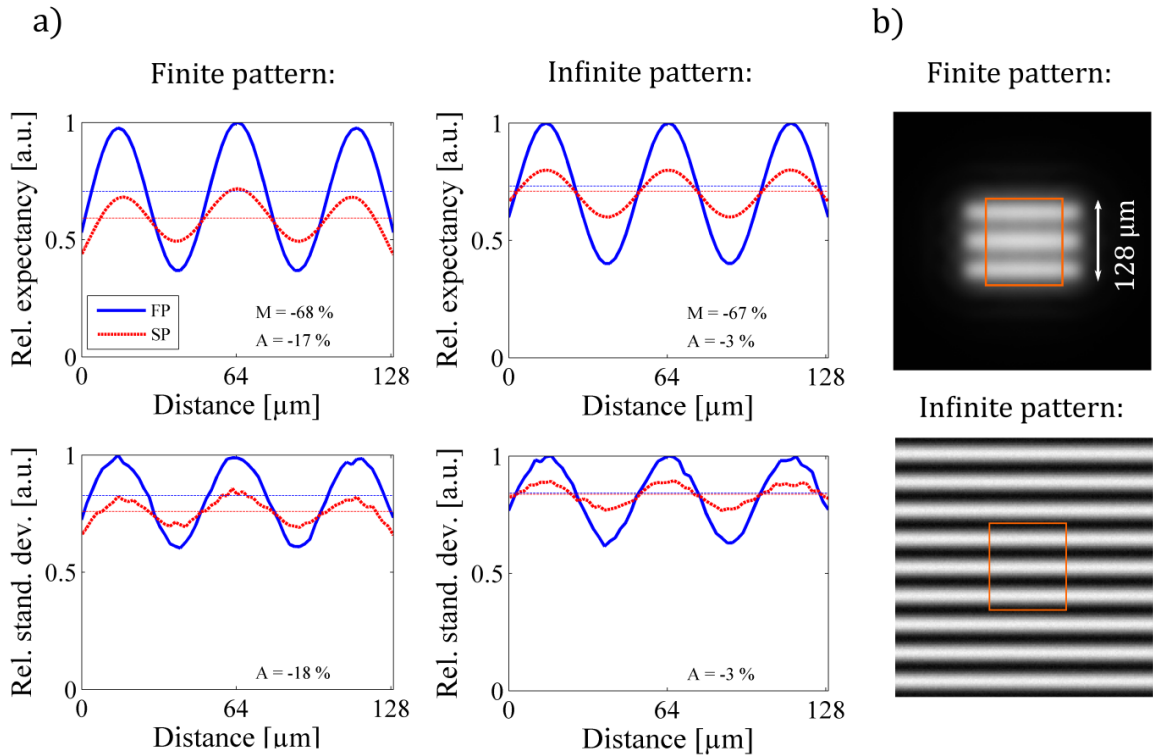 a)
b)
Finite pattern:
Infinite pattern:
Finite pattern:
Rel. expectancy [a.u.]
1
0.5
0
FP
SP
M = -68 %
A = -17 %
0
64
128
Distance [µm]
Rel. expectancy [a.u.]
1
0.5
0
M = -67 %
A = -3 %
0
64
128
Distance [µm]
128 µm
Infinite pattern:
Rel. stand. dev. [a.u.]
1
0.5
0
A = -18 %
0
64
128
Distance [µm]
Rel. stand. dev. [a.u.]
1
0.5
0
A = -3 %
0
64
128
Distance [µm]